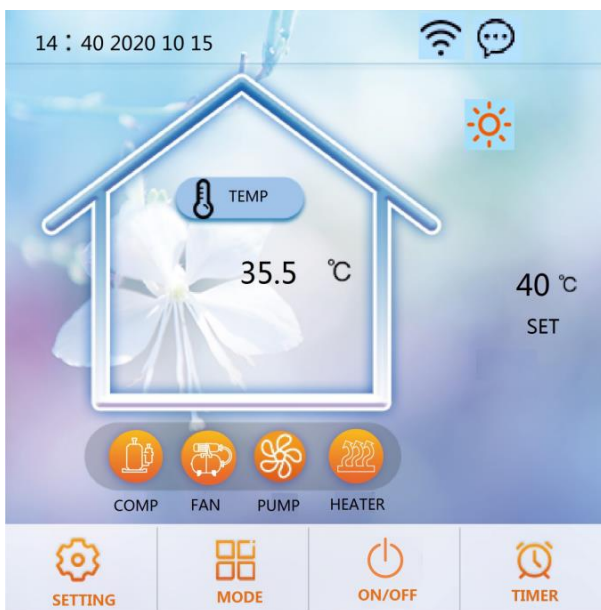 14：40 2020 10 15
TEMP
35.5 ℃
40 ℃
SET
COMP FAN PUMP HEATER
SETTING MODE ON/OFF TIMER